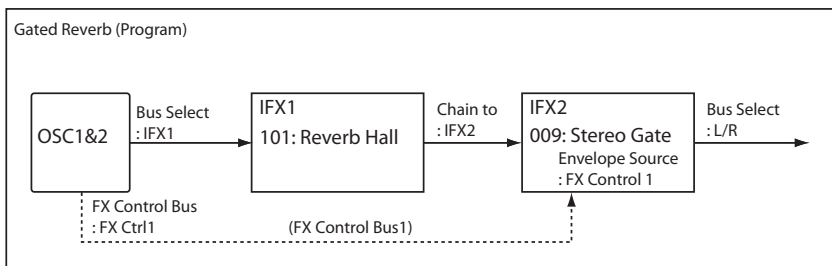 Gated Reverb (Program)
OSC1&2
Bus Select
: IFX1
IFX1
101: Reverb Hall
Chain to
: IFX2
IFX2
009: Stereo Gate
Envelope Source
: FX Control 1
Bus Select
: L/R
FX Control Bus
: FX Ctrl1
(FX Control Bus1)